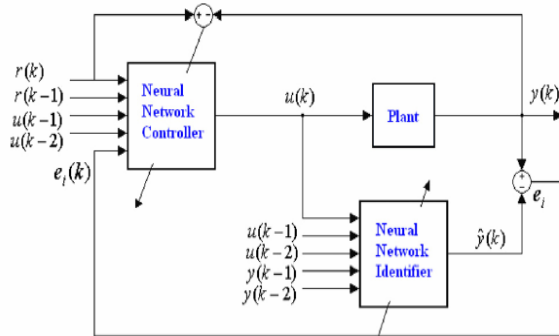 + -
r(k)
r(k-1)
u(k-1)
u(k-2)
e_i(k)
Neural
Network
Controller
u(k)
Plant
y(k)
+
-
e_i
u(k-1)
u(k-2)
y(k-1)
y(k-2)
Neural
Network
Identifier
ŷ(k)